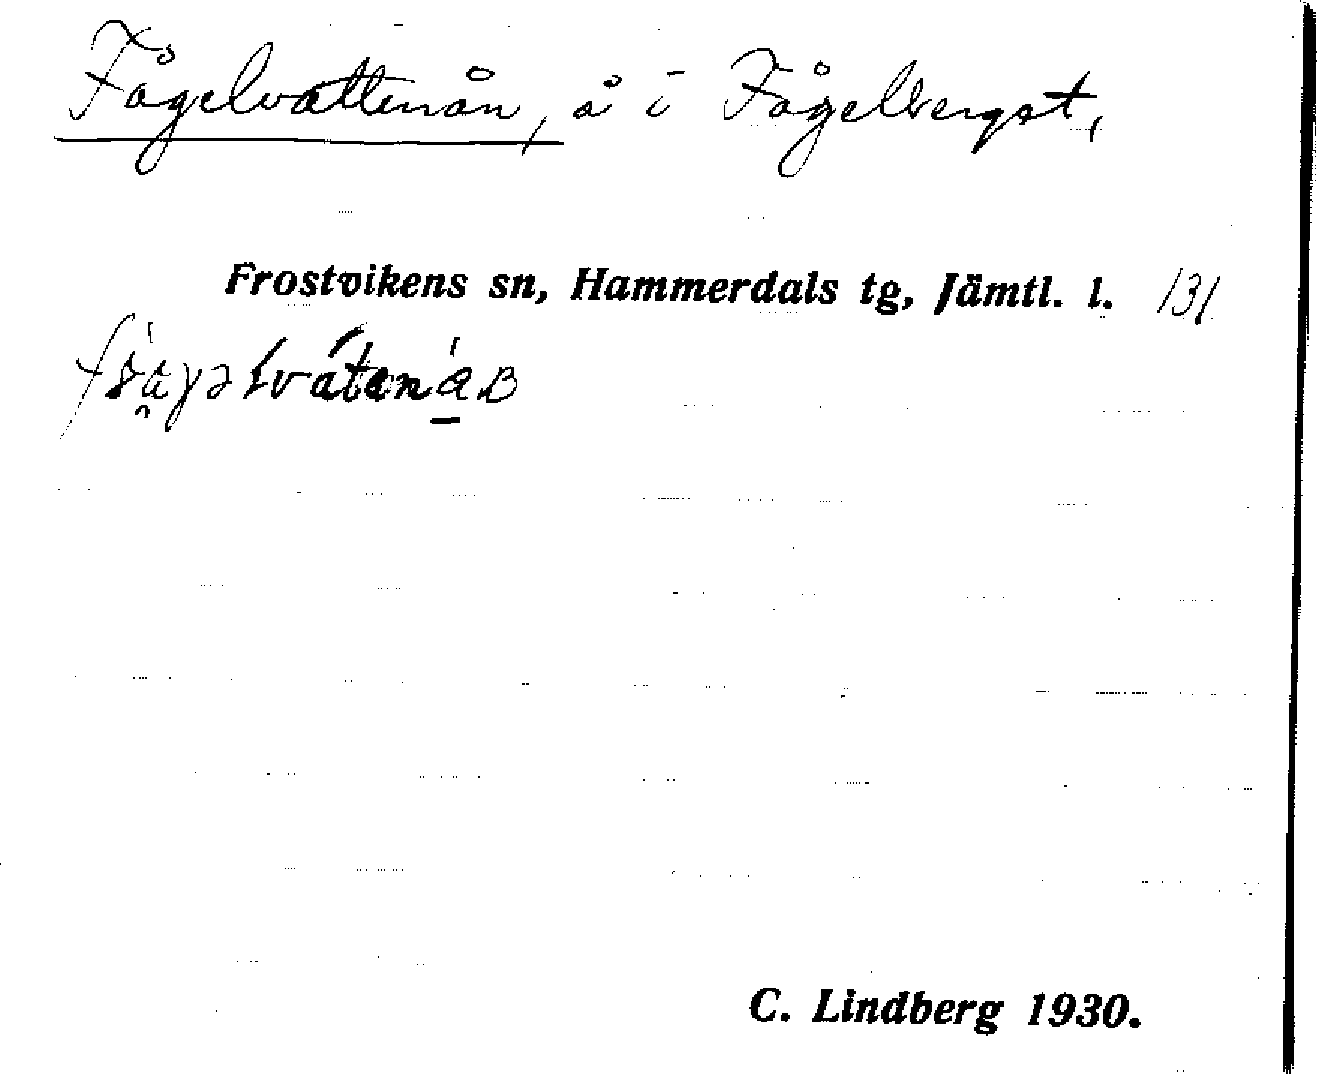 Fågelvattenån, å i Fågelbergst,
Frostvikens sn, Hammerdals tg, Jämtl. l. 131
C. Lindberg 1930.